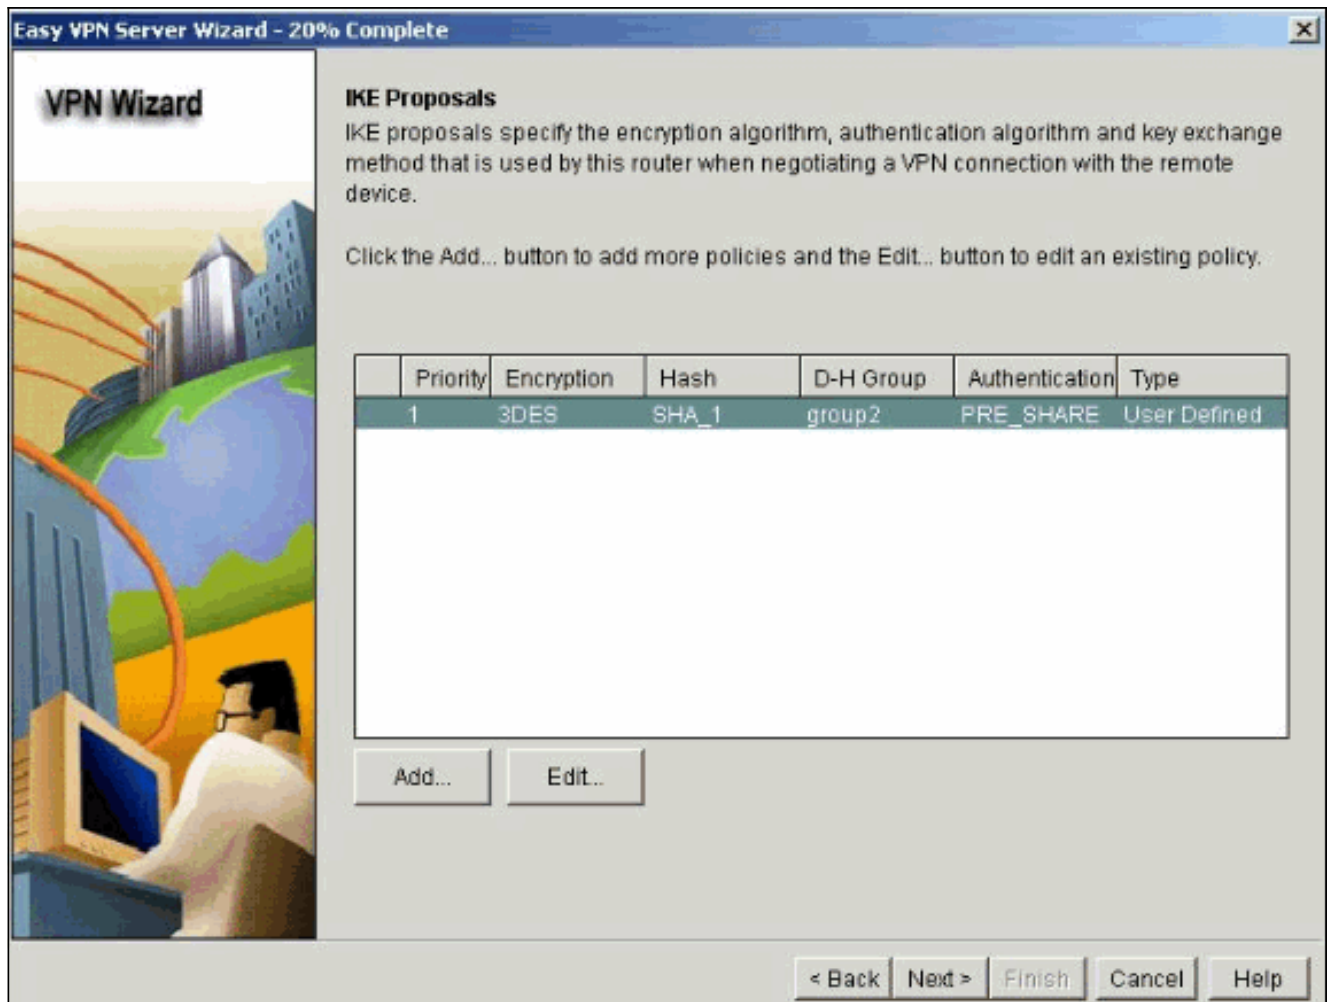 Easy VPN Server Wizard - 20% Complete
VPN Wizard
IKE Proposals
IKE proposals specify the encryption algorithm, authentication algorithm and key exchange
method that is used by this router when negotiating a VPN connection with the remote
device.
Click the Add... button to add more policies and the Edit... button to edit an existing policy.
Priority Encryption Hash D-H Group Authentication Type
1 3DES SHA_1 group2 PRE_SHARE User Defined
Add... Edit...
< Back Next > Finish Cancel Help